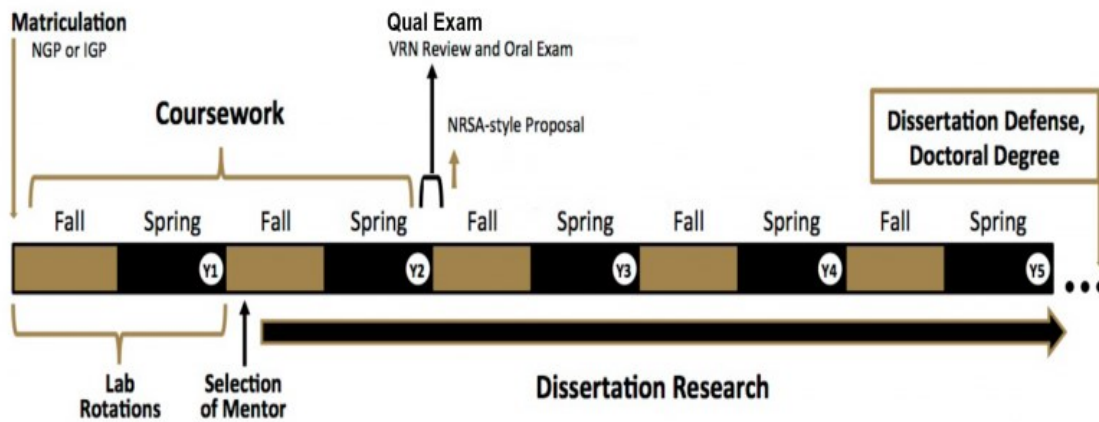 Matriculation
NGP or IGP
Qual Exam
VRN Review and Oral Exam
Coursework
NRSA-style Proposal
Dissertation Defense,
Doctoral Degree
Fall Spring Fall Spring Fall Spring Fall Spring Fall Spring
Y1 Y2 Y3 Y4 Y5
Lab
Rotations
Selection
of Mentor
Dissertation Research